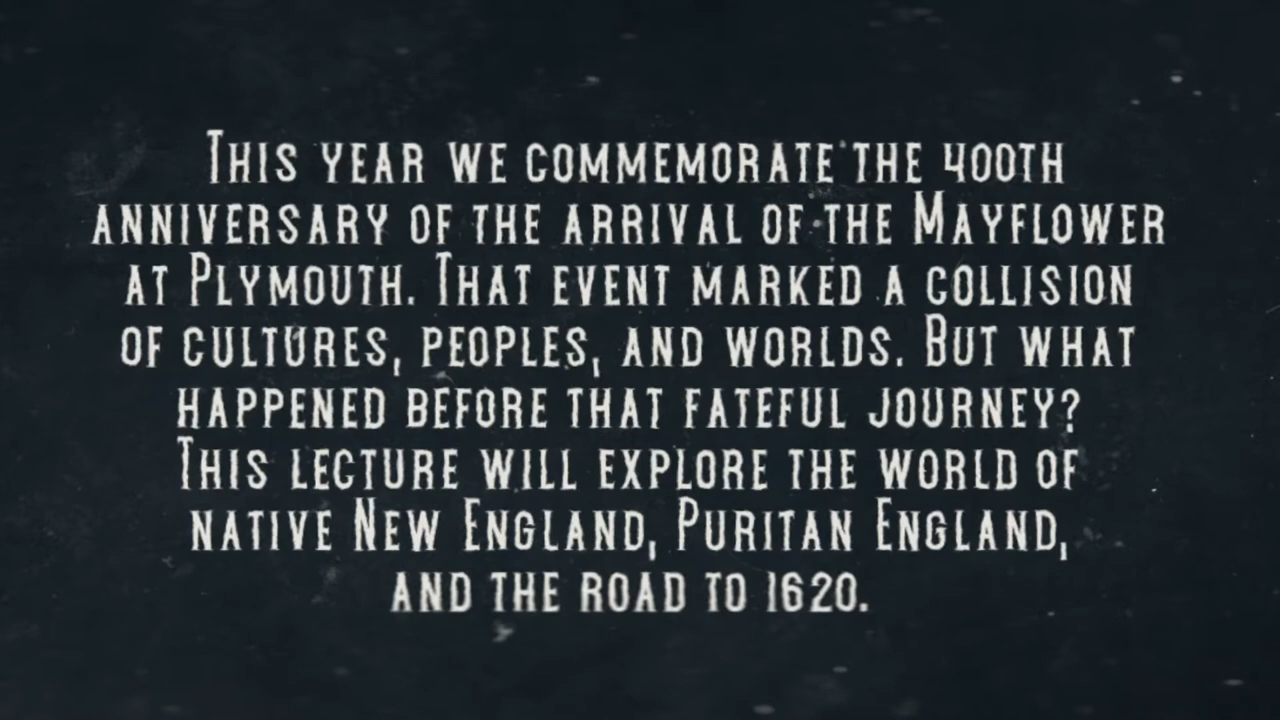 This year we commemorate the 400th
anniversary of the arrival of the Mayflower
at Plymouth. That event marked a collision
of cultures, peoples, and worlds. But what
happened before that fateful journey?
This lecture will explore the world of
native New England, Puritan England,
and the road to 1620.